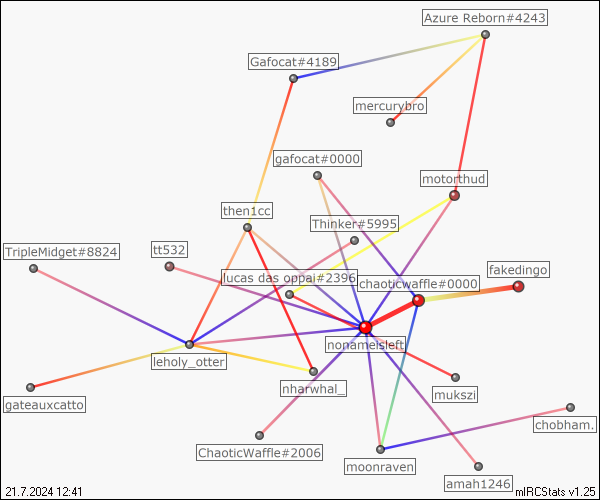 Azure Reborn#4243
Gafocat#4189
mercurybro
gafocat#0000
motorthud
then1cc
Thinker#5995
TripleMidget#8824
tt532
lucas das oppai#2396
chaoticwaffle#0000
fakedingo
nonameisleft
leholy_otter
nharwhal_
mukszi
gateauxcatto
chobham.
ChaoticWaffle#2006
moonraven
amah1246
21.7.2024 12:41
mIRCStats v1.25